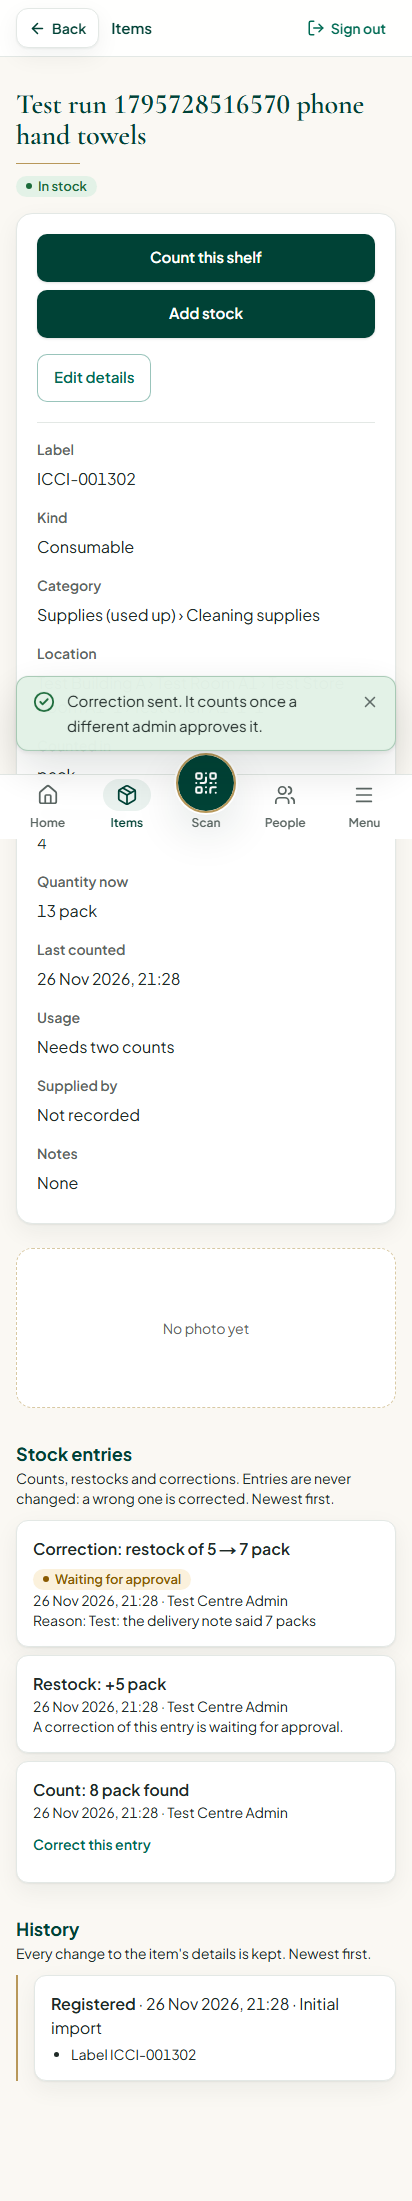 Back
Items
Sign out
Test run 1795728516570 phone
hand towels
In stock
Count this shelf
Add stock
Edit details
Label
ICCI-001302
Kind
Consumable
Category
Supplies (used up) › Cleaning supplies
Location
Correction sent. It counts once a
different admin approves it.
pack
Home
Items
Scan
People
Menu
4
Quantity now
13 pack
Last counted
26 Nov 2026, 21:28
Usage
Needs two counts
Supplied by
Not recorded
Notes
None
No photo yet
Stock entries
Counts, restocks and corrections. Entries are never
changed: a wrong one is corrected. Newest first.
Correction: restock of 5 → 7 pack
Waiting for approval
26 Nov 2026, 21:28 · Test Centre Admin
Reason: Test: the delivery note said 7 packs
Restock: +5 pack
26 Nov 2026, 21:28 · Test Centre Admin
A correction of this entry is waiting for approval.
Count: 8 pack found
26 Nov 2026, 21:28 · Test Centre Admin
Correct this entry
History
Every change to the item's details is kept. Newest first.
Registered · 26 Nov 2026, 21:28 · Initial
import
• Label ICCI-001302